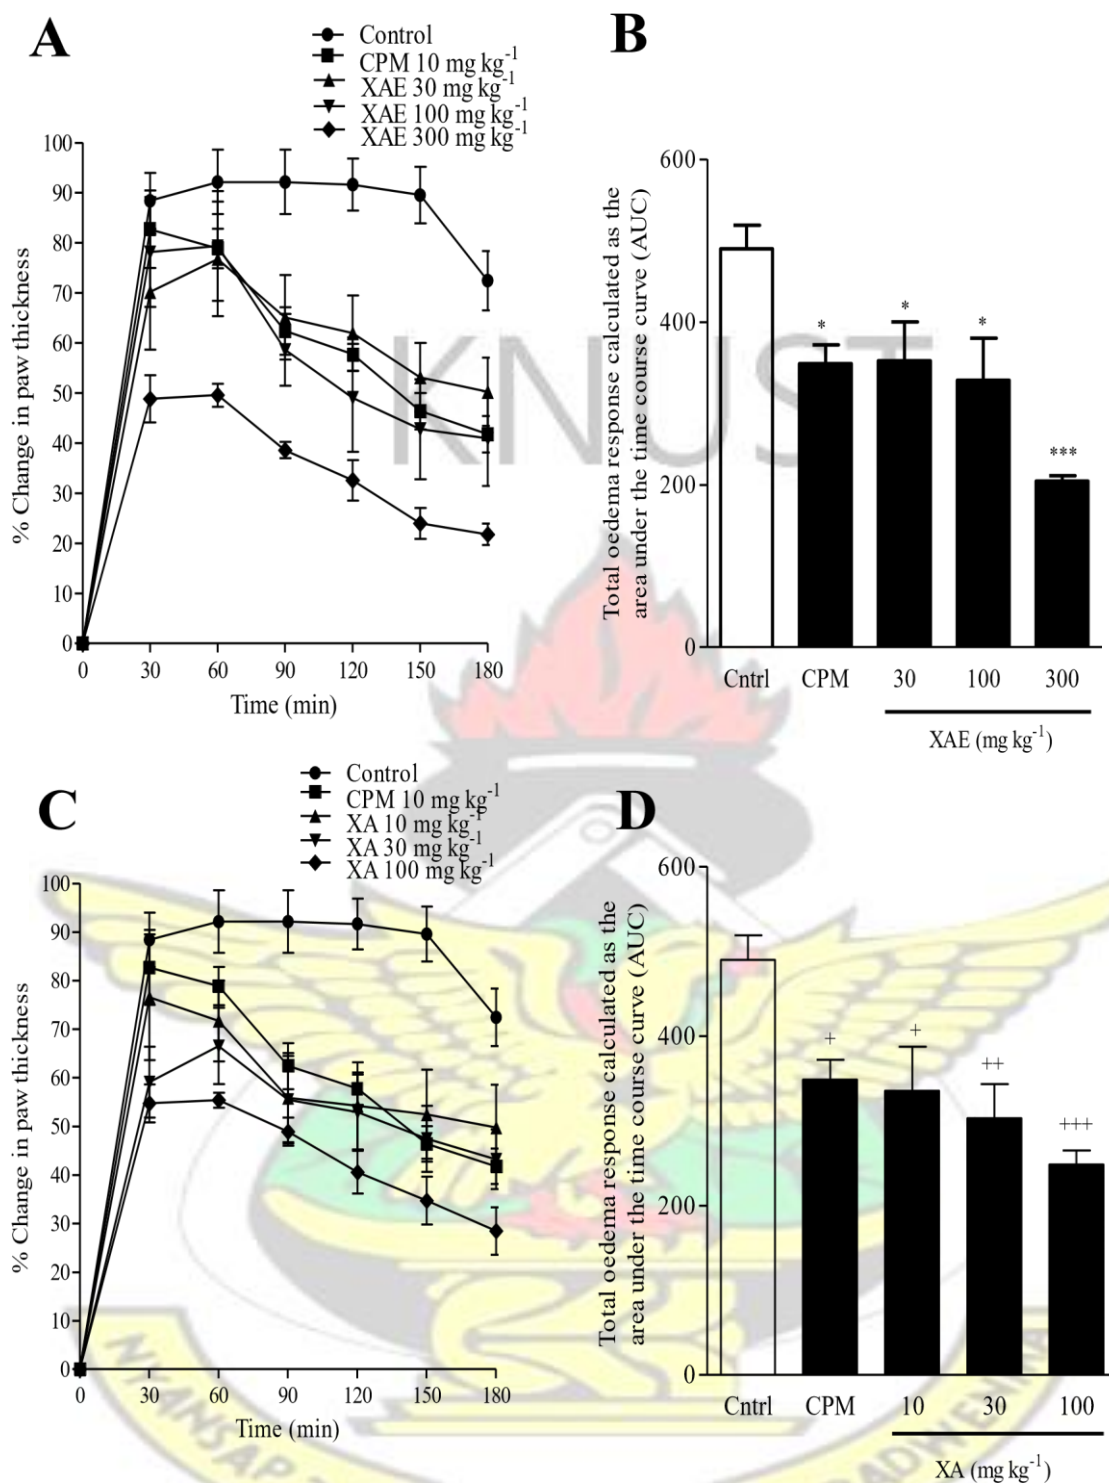 A
Control
CPM 10 mg kg-1
XAE 30 mg kg-1
XAE 100 mg kg-1
XAE 300 mg kg-1
% Change in paw thickness
100
90
80
70
60
50
40
30
20
10
0
0 30 60 90 120 150 180
Time (min)
B
Total oedema response calculated as the
area under the time course curve (AUC)
600
400
200
0
* * * ***
Cntrl CPM 30 100 300
XAE (mg kg-1)
KNUST
C
Control
CPM 10 mg kg-1
XA 10 mg kg-1
XA 30 mg kg-1
XA 100 mg kg-1
% Change in paw thickness
100
90
80
70
60
50
40
30
20
10
0
0 30 60 90 120 150 180
Time (min)
D
Total oedema response calculated as the
area under the time course curve (AUC)
600
400
200
0
+ + ++ +++
Cntrl CPM 10 30 100
XA (mg kg-1)
NYANSAP